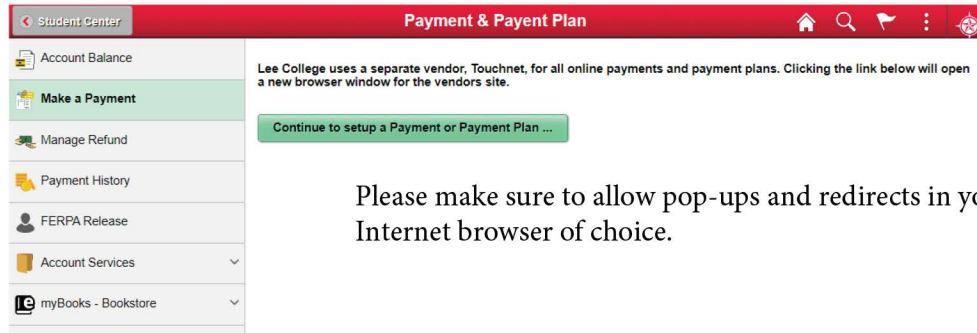 Student Center
Payment & Payent Plan
Account Balance
Make a Payment
Manage Refund
Payment History
FERPA Release
Account Services
myBooks - Bookstore
Lee College uses a separate vendor, Touchnet, for all online payments and payment plans. Clicking the link below will open
a new browser window for the vendors site.
Continue to setup a Payment or Payment Plan ...
Please make sure to allow pop-ups and redirects in yo
Internet browser of choice.